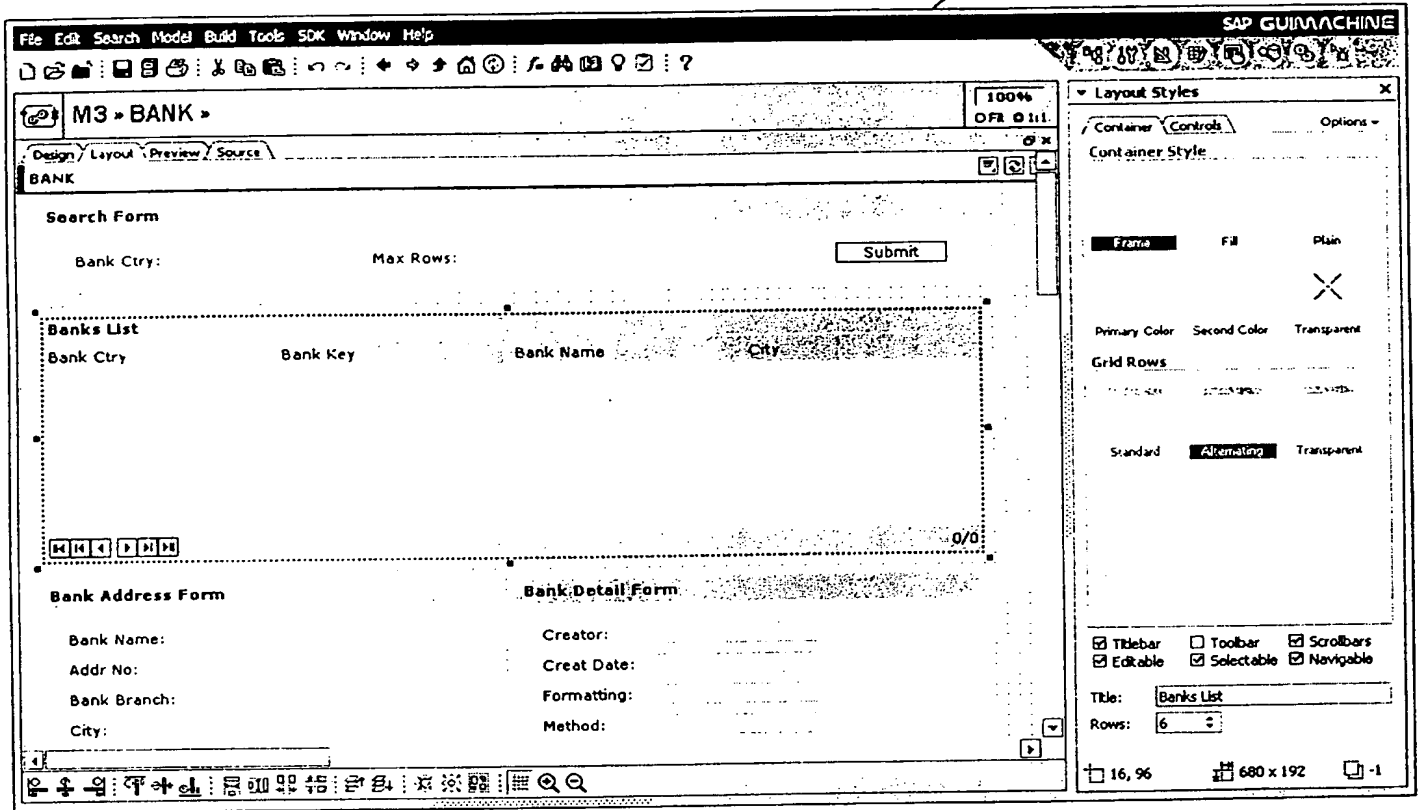 SAP GUIMACHINE
File Edit Search Model Build Tools SDK Window Help
M3 » BANK »
100%
FR 1:1
Design Layout Preview Source
BANK
Search Form
Bank Ctry: Max Rows: Submit
Banks List
Bank Ctry Bank Key Bank Name City
0/0
Bank Address Form
Bank Name:
Addr No:
Bank Branch:
City:
Bank Detail Form
Creator:
Creat Date:
Formatting:
Method:
Layout Styles
Container Controls Options
Container Style
Frame Fill Plain
Primary Color Second Color Transparent
Grid Rows
Standard Alternating Transparent
Titlebar Toolbar Scrollbars
Editable Selectable Navigable
Title: Banks List
Rows: 6
16, 96 680 x 192 -1